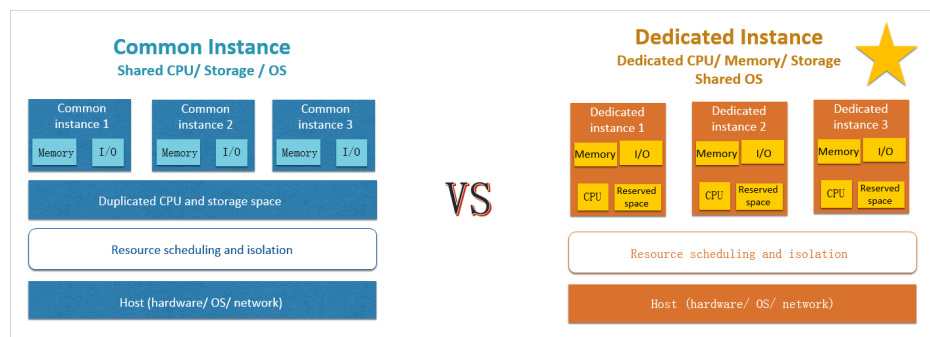 Common Instance
Shared CPU/ Storage / OS
Common
instance 1
Memory
I/O
Common
instance 2
Memory
I/O
Common
instance 3
Memory
I/O
Duplicated CPU and storage space
Resource scheduling and isolation
Host (hardware/ OS/ network)
VS
Dedicated Instance
Dedicated CPU/ Memory/ Storage
Shared OS
Dedicated
instance 1
Memory
I/O
CPU
Reserved
space
Dedicated
instance 2
Memory
I/O
CPU
Reserved
space
Dedicated
instance 3
Memory
I/O
CPU
Reserved
space
Resource scheduling and isolation
Host (hardware/ OS/ network)